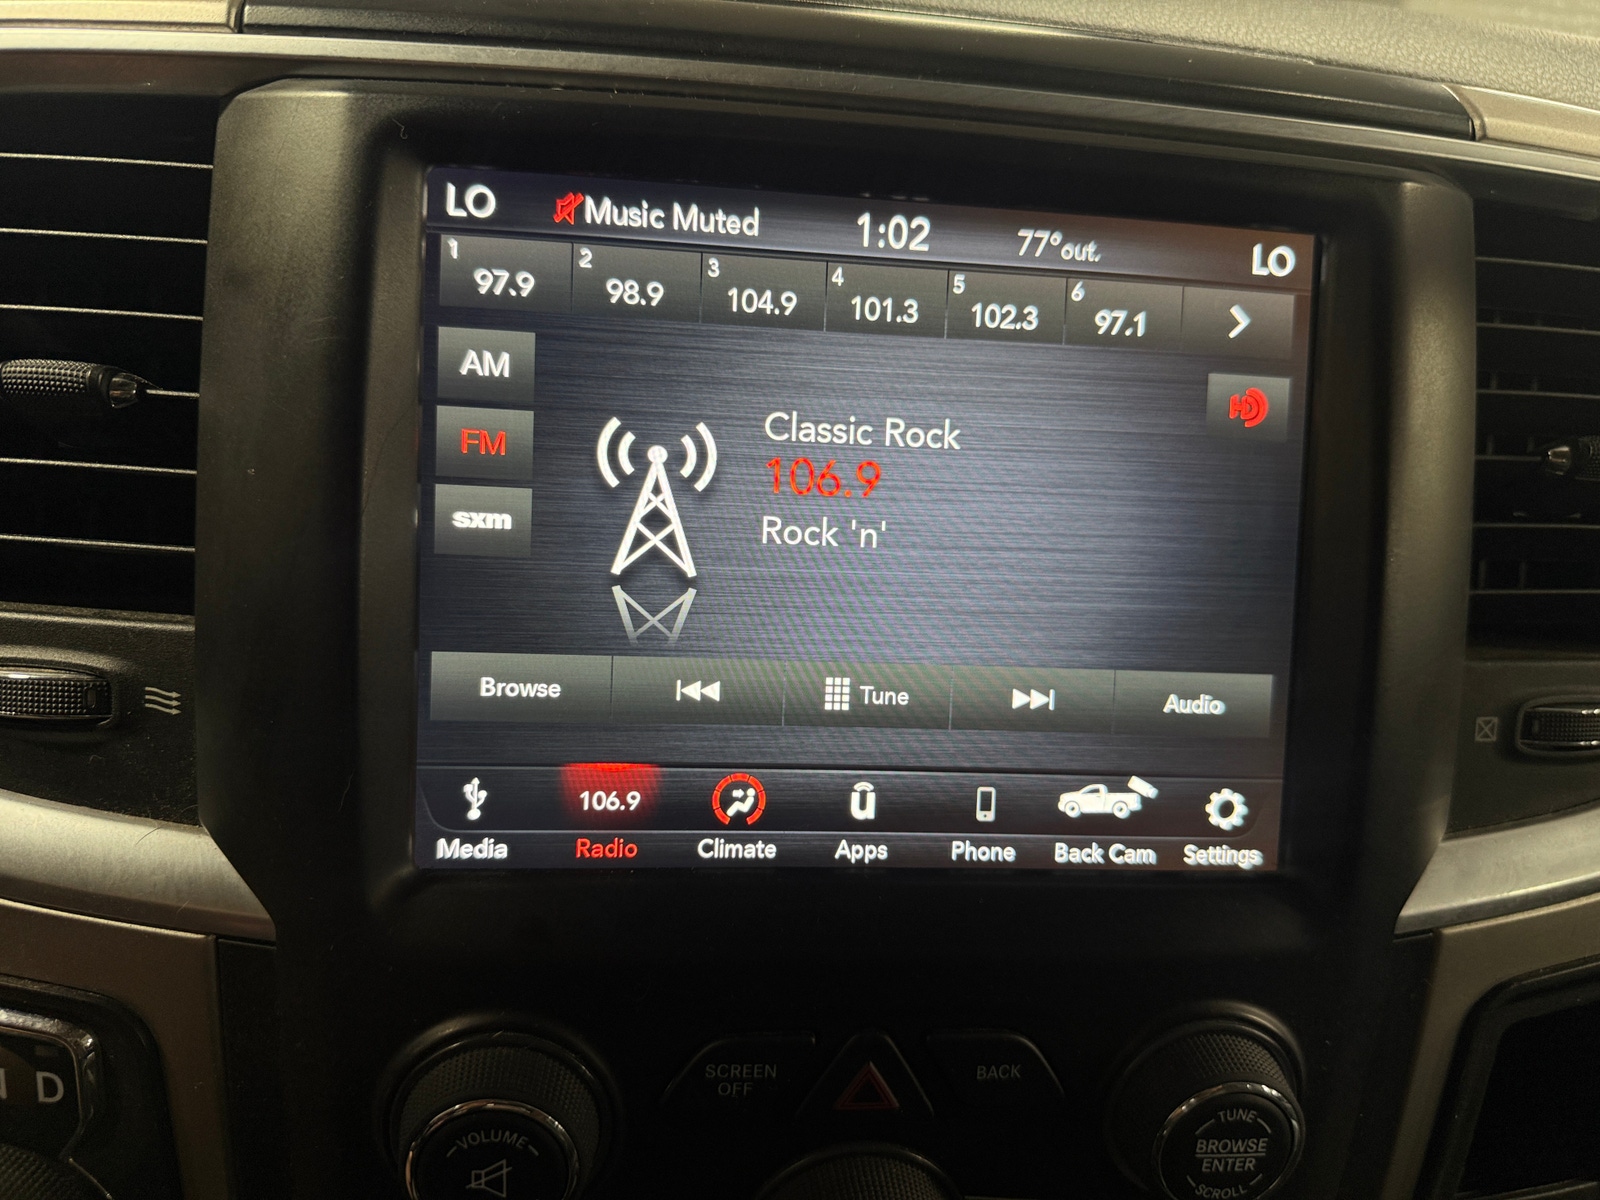 LO Music Muted 1:02 77° out. LO
1 97.9 2 98.9 3 104.9 4 101.3 5 102.3 6 97.1
AM
HD
FM
sxm
Classic Rock
106.9
Rock 'n'
Browse Tune Audio
106.9 u
Media Radio Climate Apps Phone Back Cam Settings
SCREEN
OFF
BACK
N D
VOLUME
TUNE
BROWSE
ENTER
SCROLL